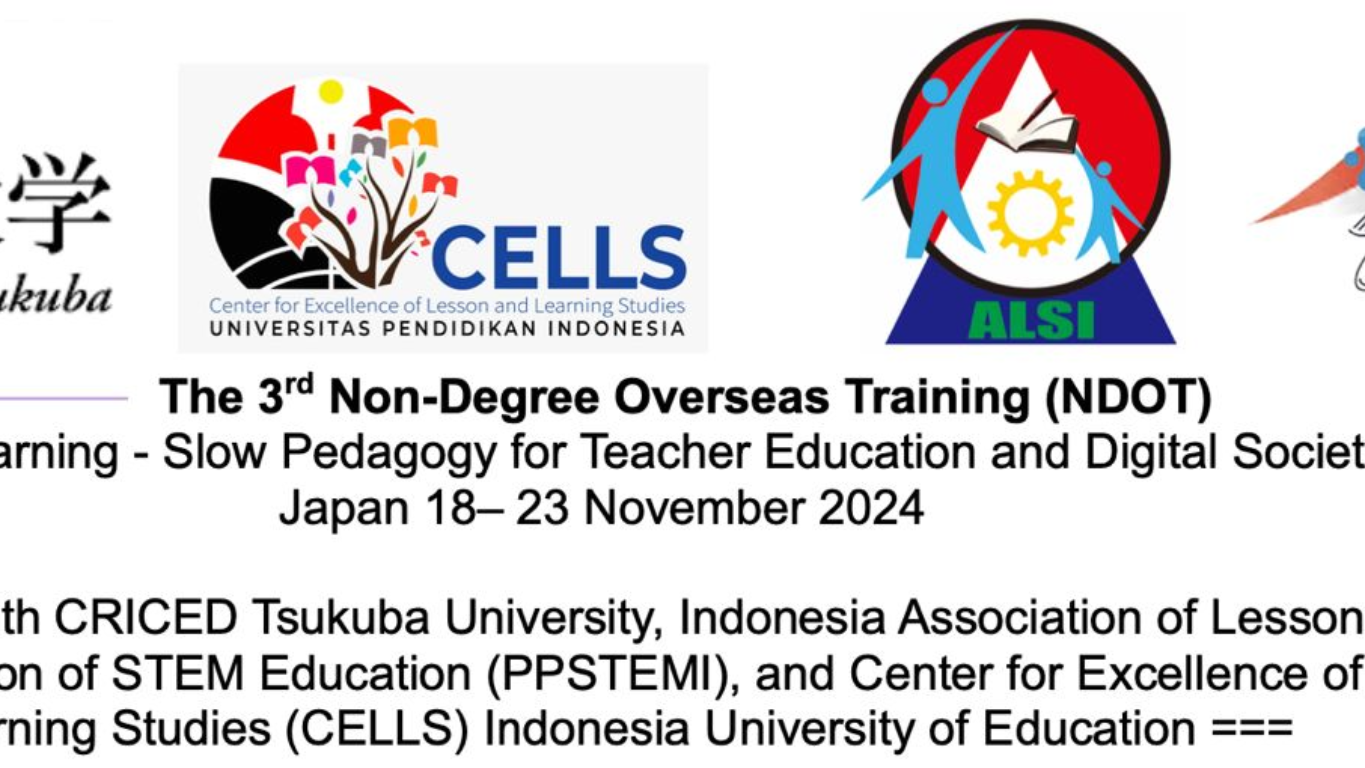 学
ukuba
CELLS
Center for Excellence of Lesson and Learning Studies
UNIVERSITAS PENDIDIKAN INDONESIA
ALSI
The 3rd Non-Degree Overseas Training (NDOT)
arning - Slow Pedagogy for Teacher Education and Digital Societ
Japan 18– 23 November 2024
th CRICED Tsukuba University, Indonesia Association of Lesson
on of STEM Education (PPSTEMI), and Center for Excellence of
rning Studies (CELLS) Indonesia University of Education ===